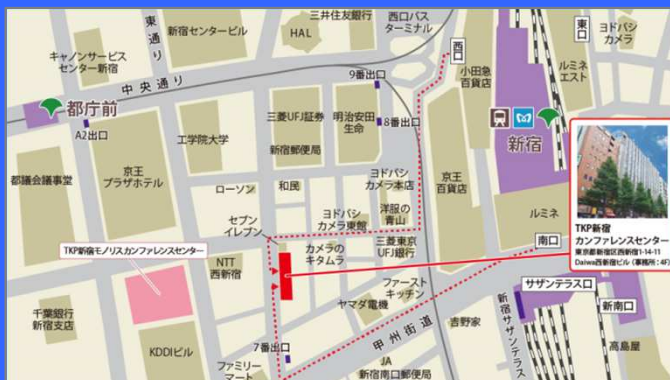 三井住友銀行
HAL
西口バス
ターミナル
東通り
新宿センタービル
キャノンサービス
センター新宿
中央通り
都庁前
A2出口
西口
東口
ヨドバシ
カメラ
小田急
百貨店
ルミネ
エスト
9番出口
8番出口
三菱UFJ証券
明治安田
生命
新宿郵便局
工学院大学
都議会議事堂
京王
プラザホテル
新宿
ローソン
和民
ヨドバシ
カメラ本店
京王
百貨店
セブン
イレブン
ヨドバシ
カメラ東館
洋服の
青山
ルミネ
TKP新宿モノリスカンファレンスセンター
NTT
西新宿
カメラの
キタムラ
三菱東京
UFJ銀行
南口
TKP新宿
カンファレンスセンター
東京都新宿区西新宿1-14-11
Daiwa西新宿ビル (事務所:4F)
千葉銀行
新宿支店
ファースト
キッチン
ヤマダ電機
サザンテラス口
新南口
新宿サザンテラス
甲州街道
吉野家
高島屋
KDDIビル
7番出口
ファミリー
マート
JA
新宿南口郵便局